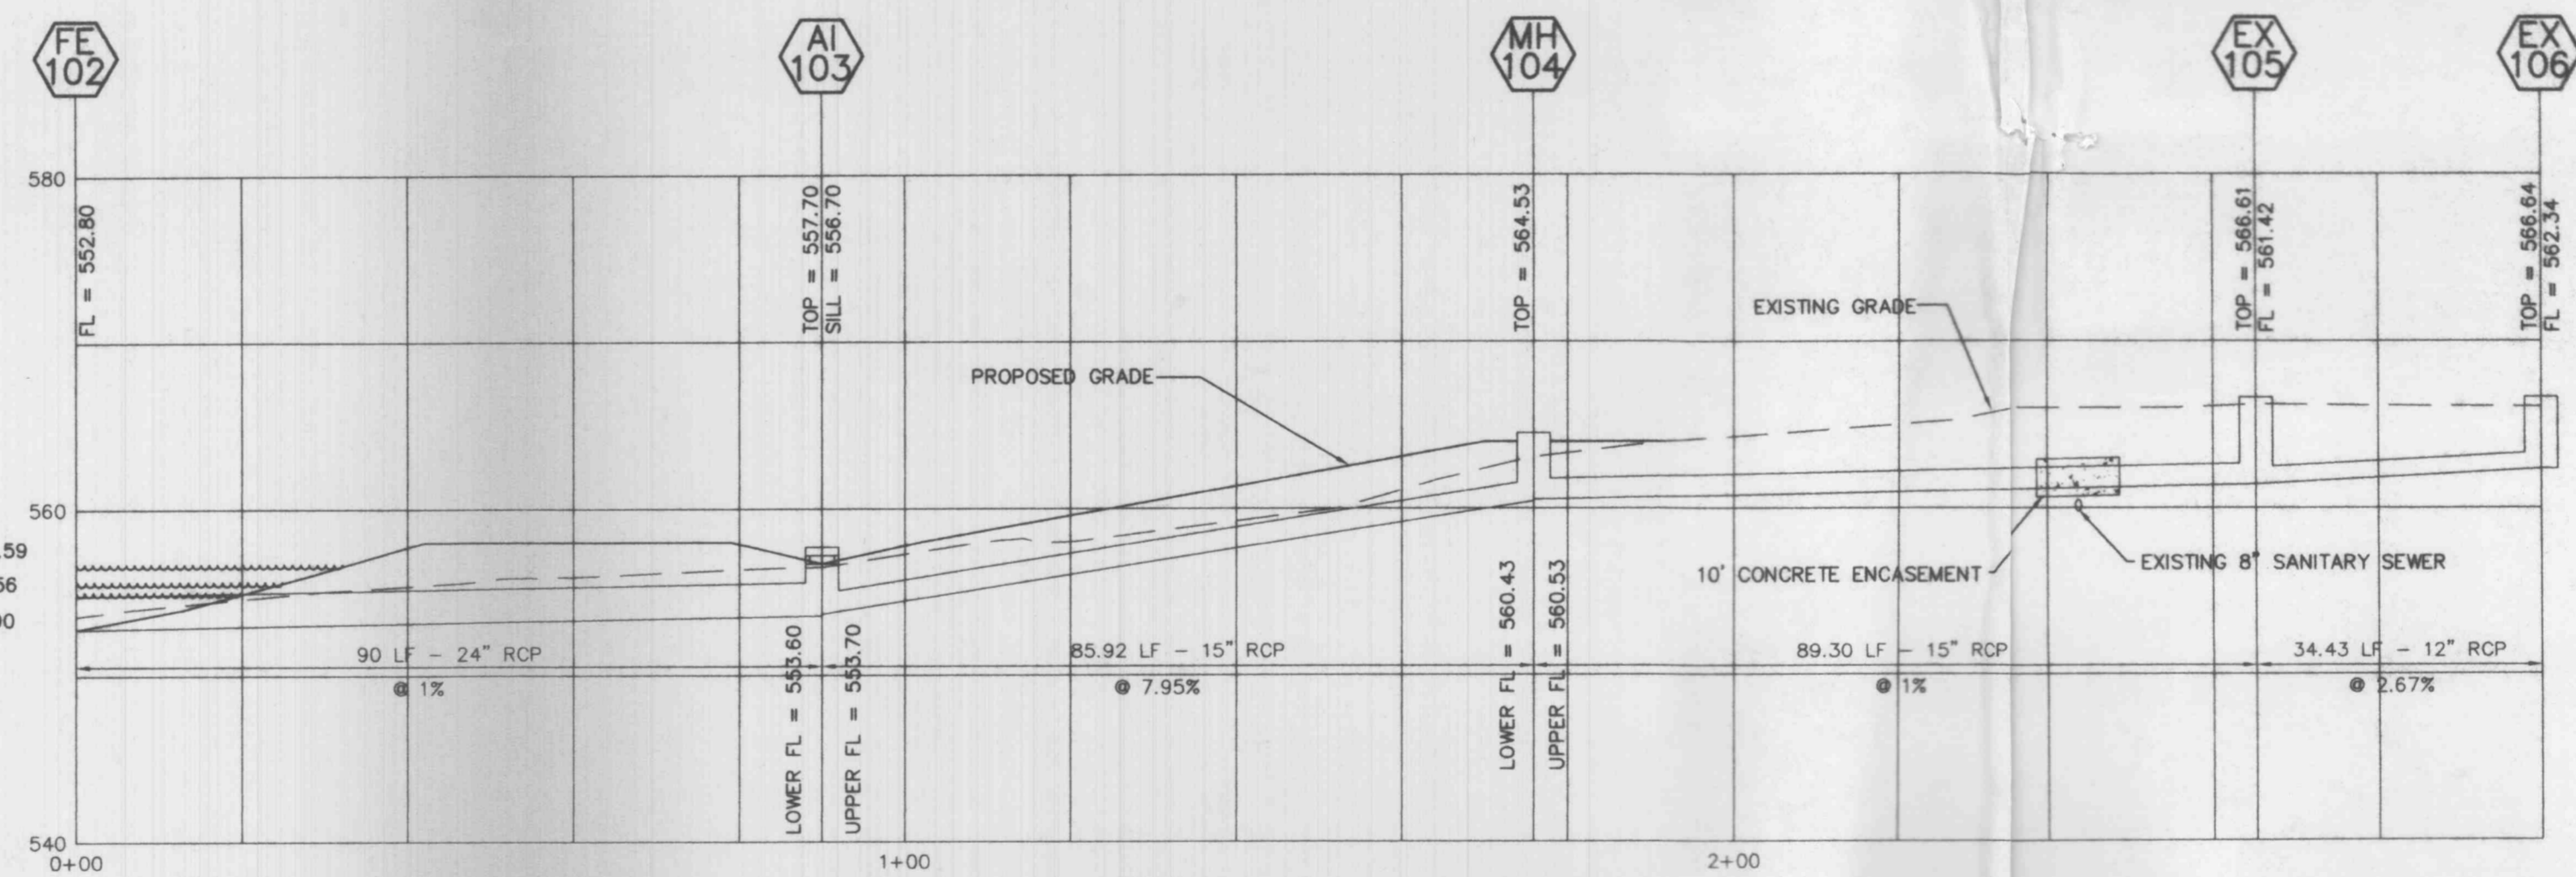 FE
102
AI
103
MH
104
EX
105
EX
106
580
FL = 552.80
TOP = 557.70
SILL = 556.70
TOP = 564.53
TOP = 566.61
FL = 561.42
TOP = 566.64
FL = 562.34
EXISTING GRADE
PROPOSED GRADE
560
.59
56
00
10' CONCRETE ENCASEMENT
EXISTING 8" SANITARY SEWER
LOWER FL = 553.60
UPPER FL = 553.70
LOWER FL = 560.43
UPPER FL = 560.53
90 LF - 24" RCP
@ 1%
85.92 LF - 15" RCP
@ 7.95%
89.30 LF - 15" RCP
@ 1%
34.43 LF - 12" RCP
@ 2.67%
540
0+00
1+00
2+00